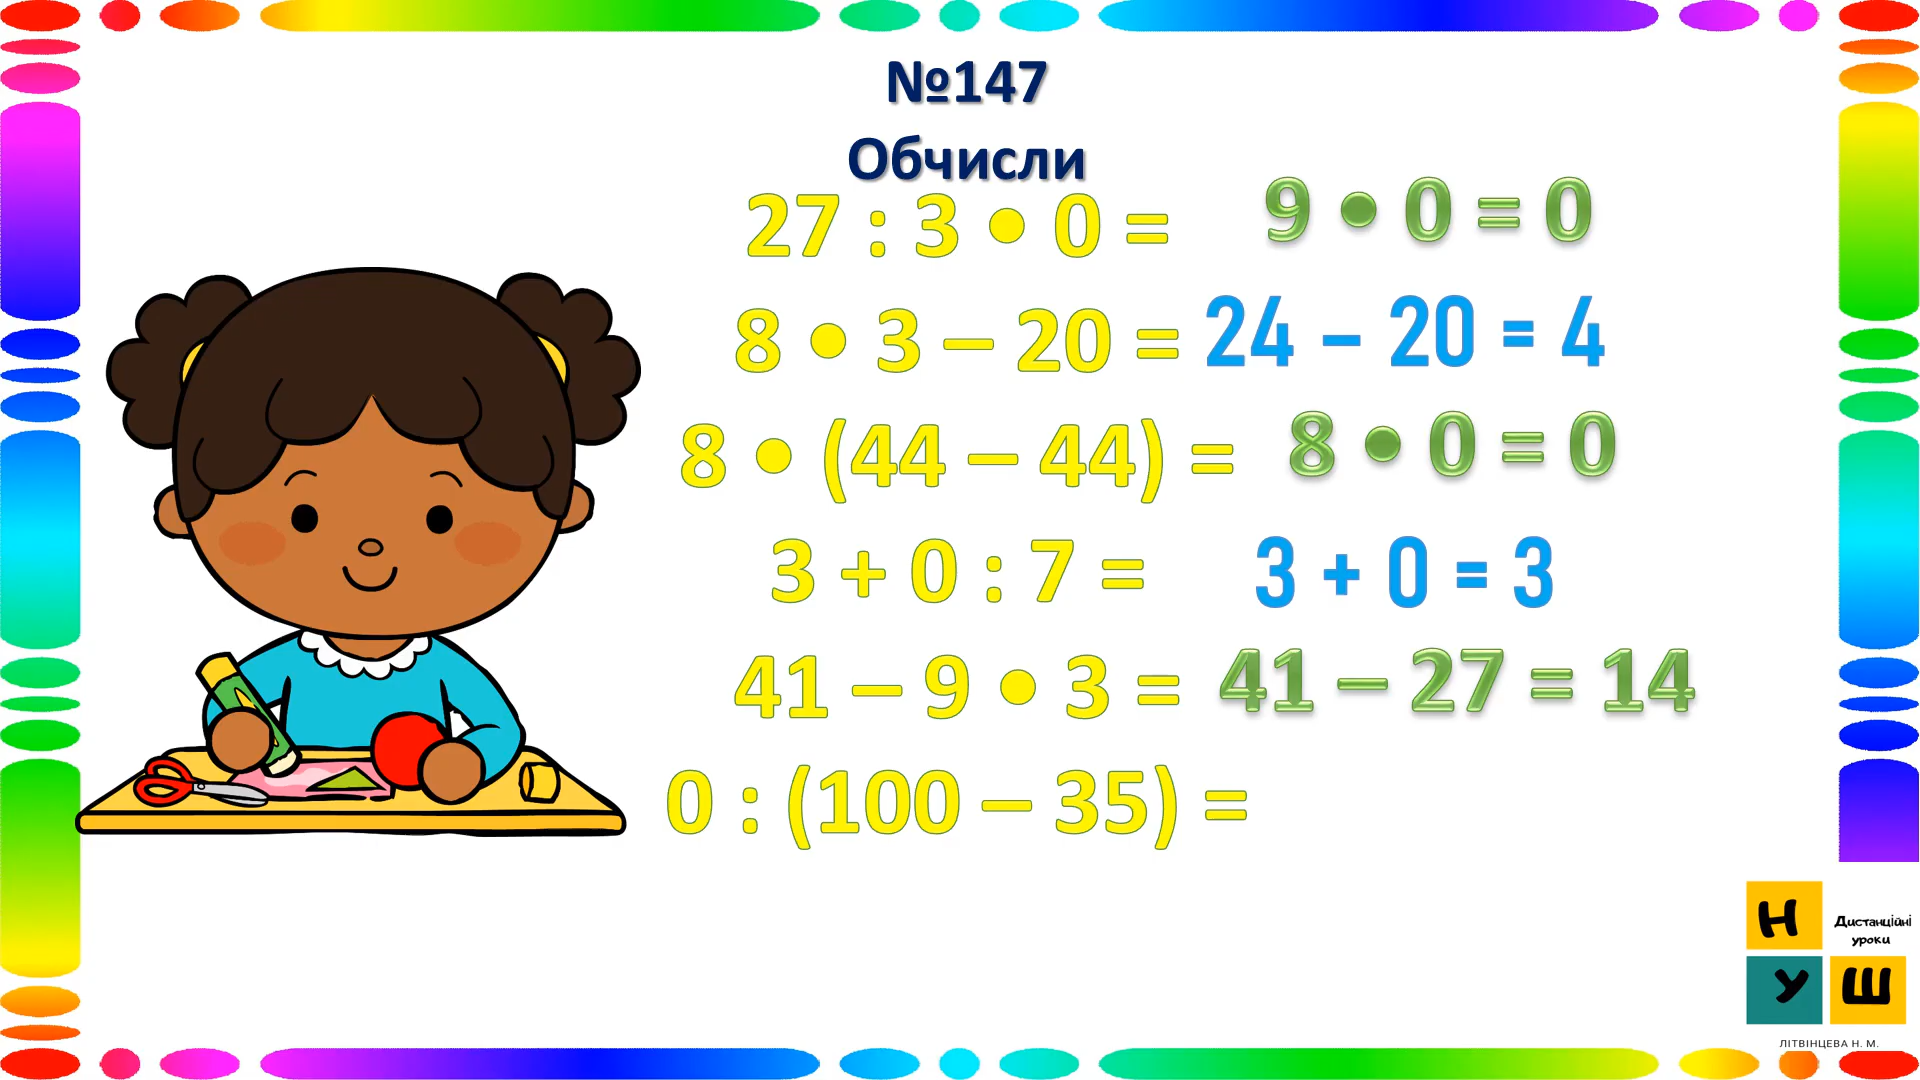 №147
Обчисли
27 : 3 • 0 = 9 • 0 = 0
8 • 3 – 20 = 24 – 20 = 4
8 • (44 – 44) = 8 • 0 = 0
3 + 0 : 7 = 3 + 0 = 3
41 – 9 • 3 = 41 – 27 = 14
0 : (100 – 35) =
Н
Дистанційні
уроки
У Ш
ЛІТВІНЦЕВА Н. М.